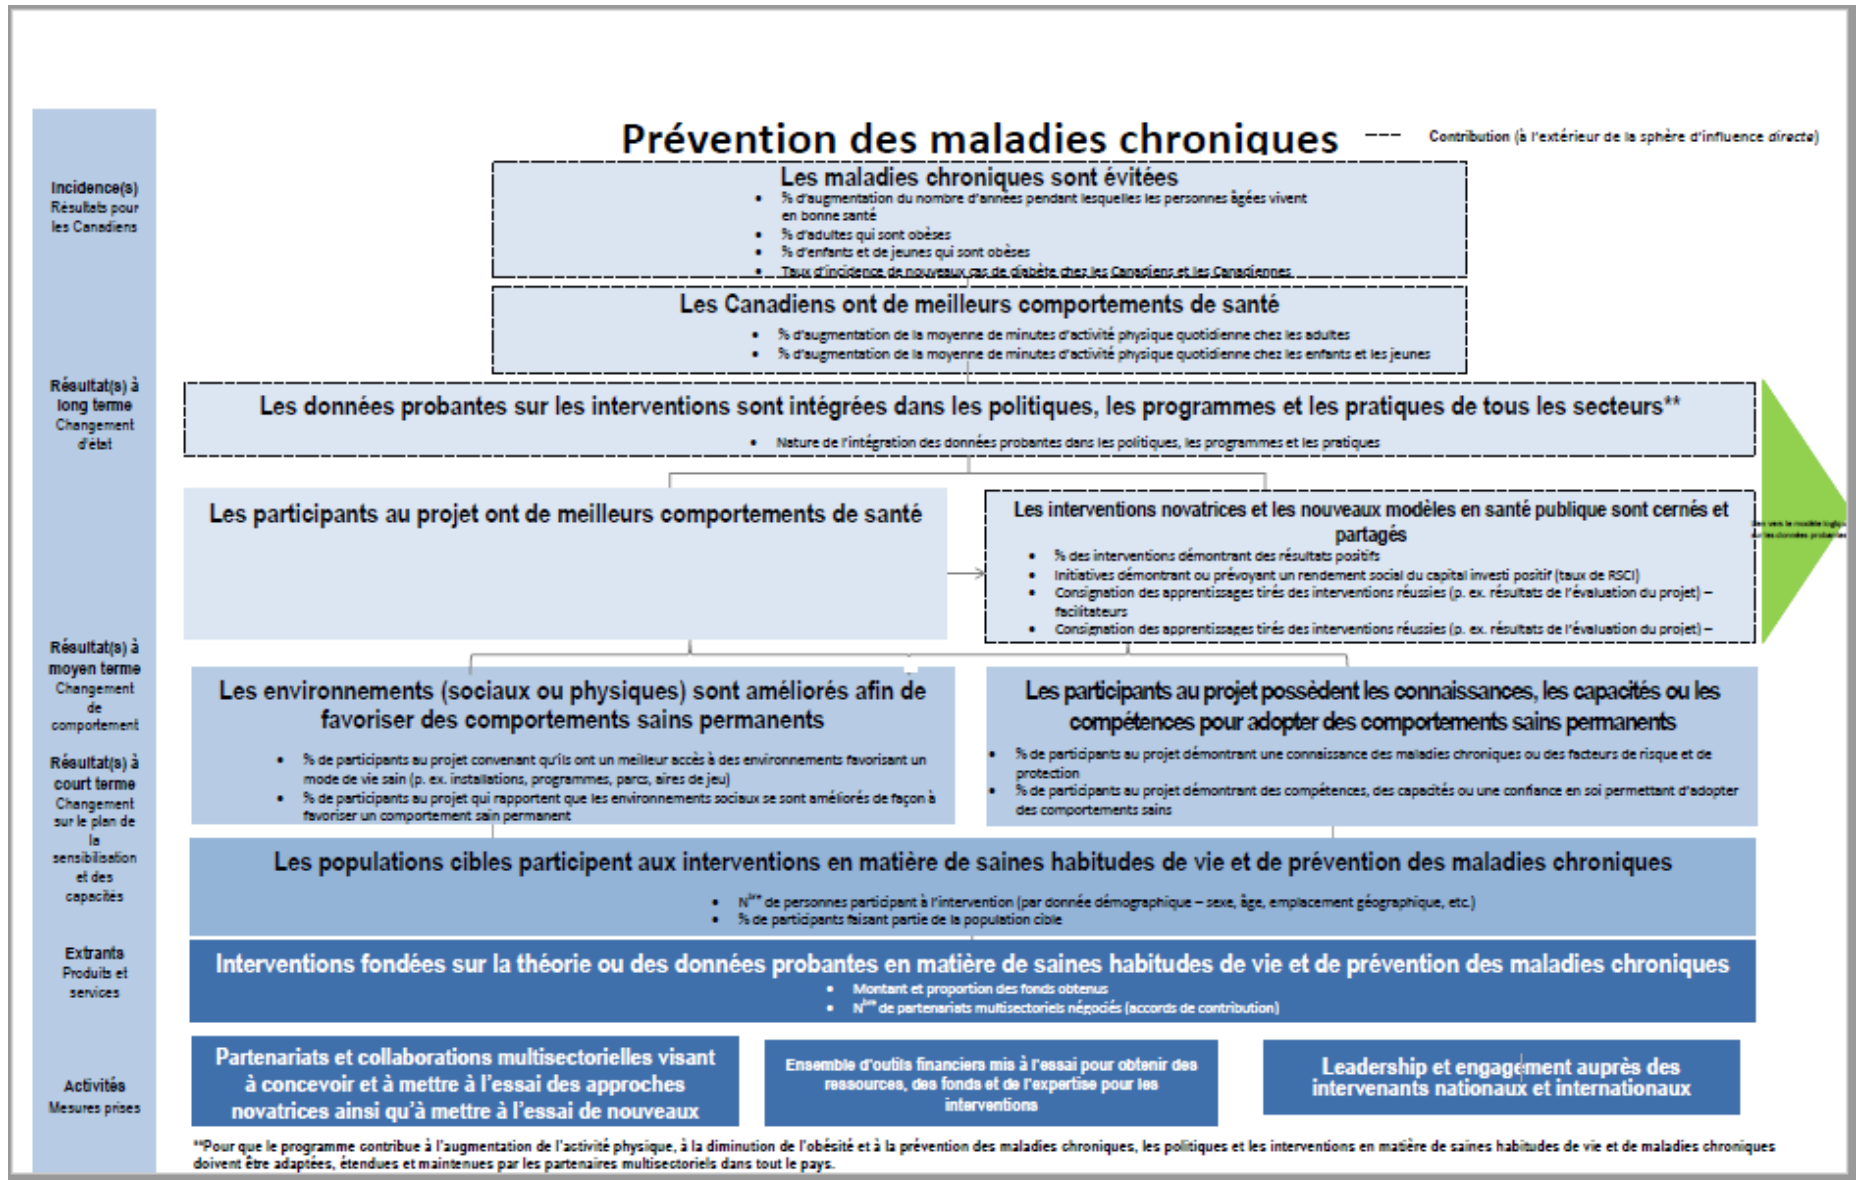 Prévention des maladies chroniques
Contribution (à l'extérieur de la sphère d'influence directe)
Incidence(s)
Résultats pour
les Canadiens
Les maladies chroniques sont évitées
• % d'augmentation du nombre d'années pendant lesquelles les personnes âgées vivent
en bonne santé
• % d'adultes qui sont obèses
• % d'enfants et de jeunes qui sont obèses
• Taux d'incidence de nouveaux cas de diabète chez les Canadiens et les Canadiennes
Les Canadiens ont de meilleurs comportements de santé
• % d'augmentation de la moyenne de minutes d'activité physique quotidienne chez les adultes
• % d'augmentation de la moyenne de minutes d'activité physique quotidienne chez les enfants et les jeunes
Résultat(s) à
long terme
Changement
d'état
Les données probantes sur les interventions sont intégrées dans les politiques, les programmes et les pratiques de tous les secteurs**
• Nature de l'intégration des données probantes dans les politiques, les programmes et les pratiques
Les participants au projet ont de meilleurs comportements de santé
Les interventions novatrices et les nouveaux modèles en santé publique sont cernés et
partagés
• % des interventions démontrant des résultats positifs
• Initiatives démontrant ou prévoyant un rendement social du capital investi positif (taux de RSCI)
• Consignation des apprentissages tirés des interventions réussies (p. ex. résultats de l'évaluation du projet) –
facilitateurs
• Consignation des apprentissages tirés des interventions réussies (p. ex. résultats de l'évaluation du projet) –
vers le modèle
sur les données probantes
Résultat(s) à
moyen terme
Changement
de
comportement
Les environnements (sociaux ou physiques) sont améliorés afin de
favoriser des comportements sains permanents
• % de participants au projet convenant qu'ils ont un meilleur accès à des environnements favorisant un
mode de vie sain (p. ex. installations, programmes, parcs, aires de jeu)
• % de participants au projet qui rapportent que les environnements sociaux se sont améliorés de façon à
favoriser un comportement sain permanent
Les participants au projet possèdent les connaissances, les capacités ou les
compétences pour adopter des comportements sains permanents
• % de participants au projet démontrant une connaissance des maladies chroniques ou des facteurs de risque et de
protection
• % de participants au projet démontrant des compétences, des capacités ou une confiance en soi permettant d'adopter
des comportements sains
Résultat(s) à
court terme
Changement
sur le plan de
la
sensibilisation
et des
capacités
Les populations cibles participent aux interventions en matière de saines habitudes de vie et de prévention des maladies chroniques
• Nbre de personnes participant à l'intervention (par donnée démographique – sexe, âge, emplacement géographique, etc.)
• % de participants faisant partie de la population cible
Extrants
Produits et
services
Interventions fondées sur la théorie ou des données probantes en matière de saines habitudes de vie et de prévention des maladies chroniques
• Montant et proportion des fonds obtenus
• Nbre de partenariats multisectoriels négociés (accords de contribution)
Activités
Mesures prises
Partenariats et collaborations multisectorielles visant
à concevoir et à mettre à l'essai des approches
novatrices ainsi qu'à mettre à l'essai de nouveaux
Ensemble d'outils financiers mis à l'essai pour obtenir des
ressources, des fonds et de l'expertise pour les
interventions
Leadership et engagement auprès des
intervenants nationaux et internationaux
**Pour que le programme contribue à l'augmentation de l'activité physique, à la diminution de l'obésité et à la prévention des maladies chroniques, les politiques et les interventions en matière de saines habitudes de vie et de maladies chroniques
doivent être adaptées, étendues et maintenues par les partenaires multisectoriels dans tout le pays.